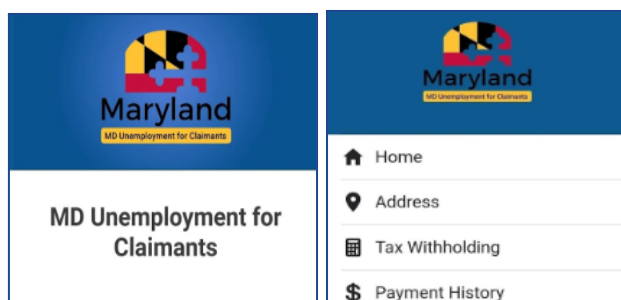 Maryland
MD Unemployment for Claimants
MD Unemployment for
Claimants
Maryland
MD Unemployment for Claimants
Home
Address
Tax Withholding
$ Payment History